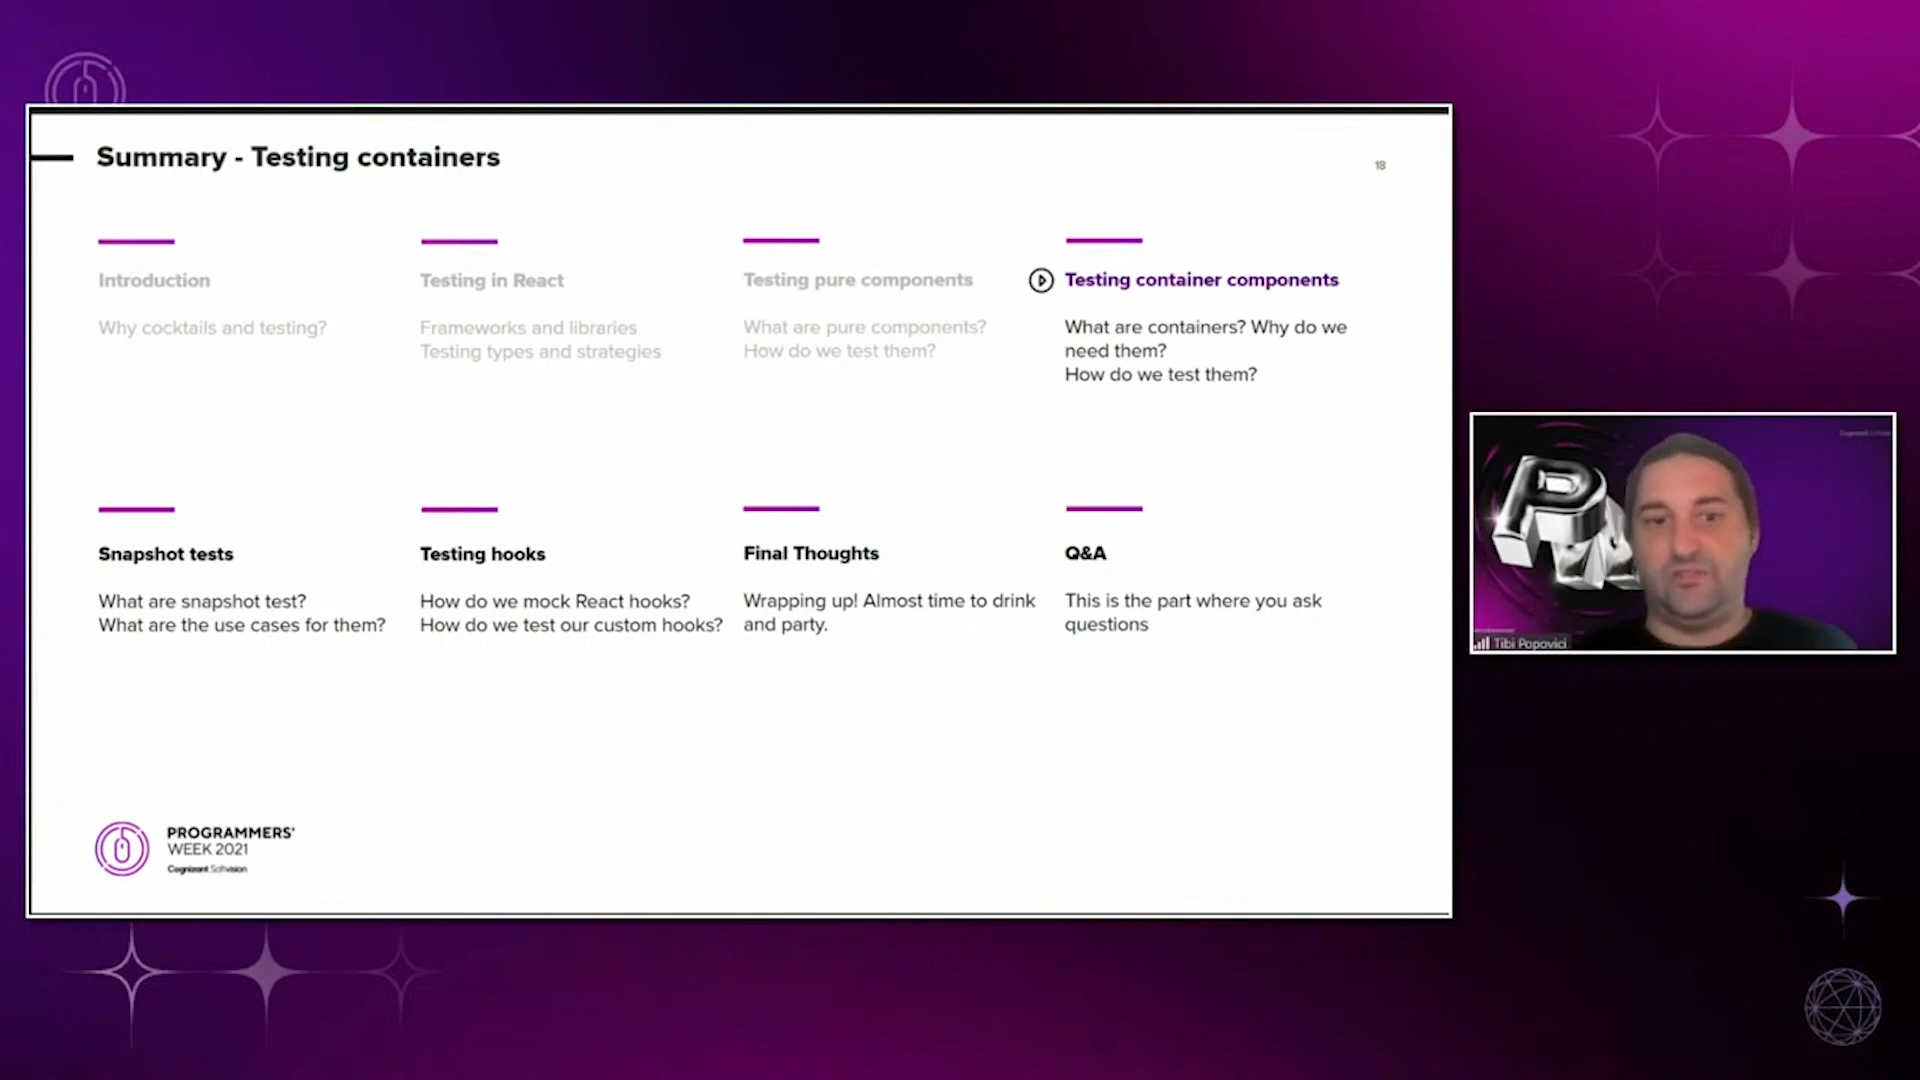 Summary - Testing containers
18
Introduction
Why cocktails and testing?
Testing in React
Frameworks and libraries
Testing types and strategies
Testing pure components
What are pure components?
How do we test them?
Testing container components
What are containers? Why do we
need them?
How do we test them?
Snapshot tests
What are snapshot test?
What are the use cases for them?
Testing hooks
How do we mock React hooks?
How do we test our custom hooks?
Final Thoughts
Wrapping up! Almost time to drink
and party.
Q&A
This is the part where you ask
questions
PROGRAMMERS'
WEEK 2021
Cognizant Softvision
PW
Tibi Popovici